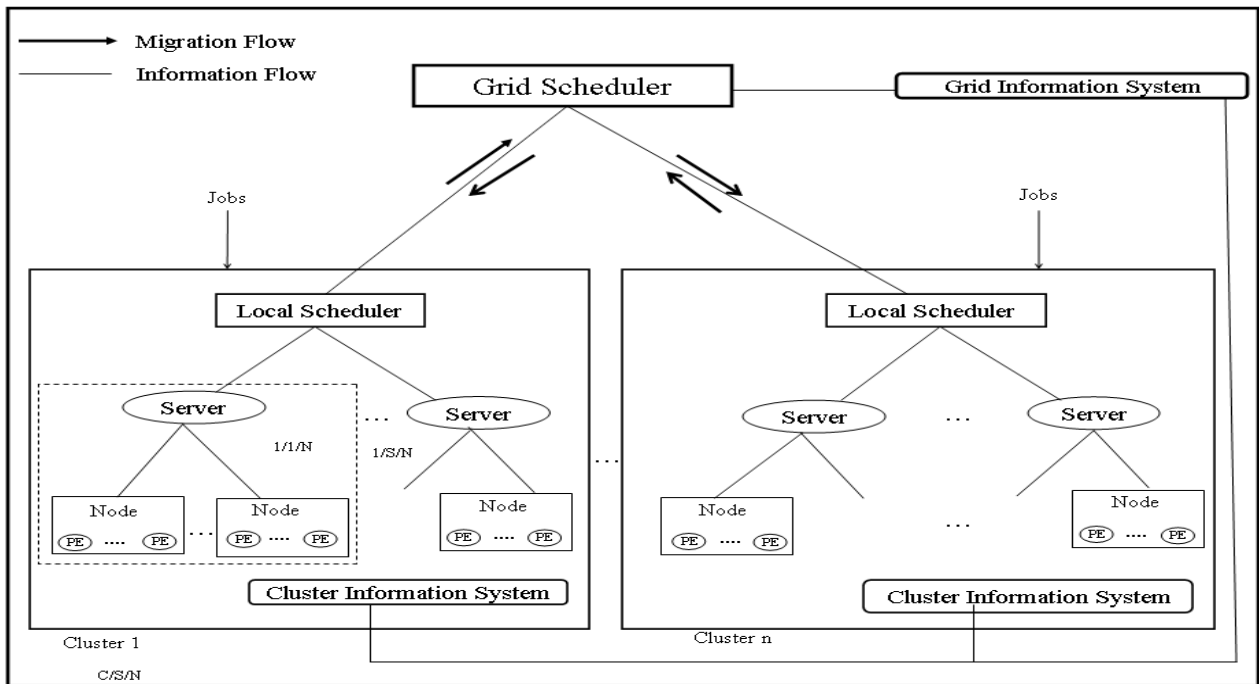 Migration Flow
Information Flow
Grid Scheduler
Grid Information System
Jobs
Jobs
Local Scheduler
Local Scheduler
Server
...
Server
Server
...
Server
1/1/N
1/S/N
...
Node
PE .... PE
...
Node
PE .... PE
Node
PE .... PE
Node
PE .... PE
...
Node
PE .... PE
Cluster Information System
Cluster Information System
Cluster 1
Cluster n
C/S/N